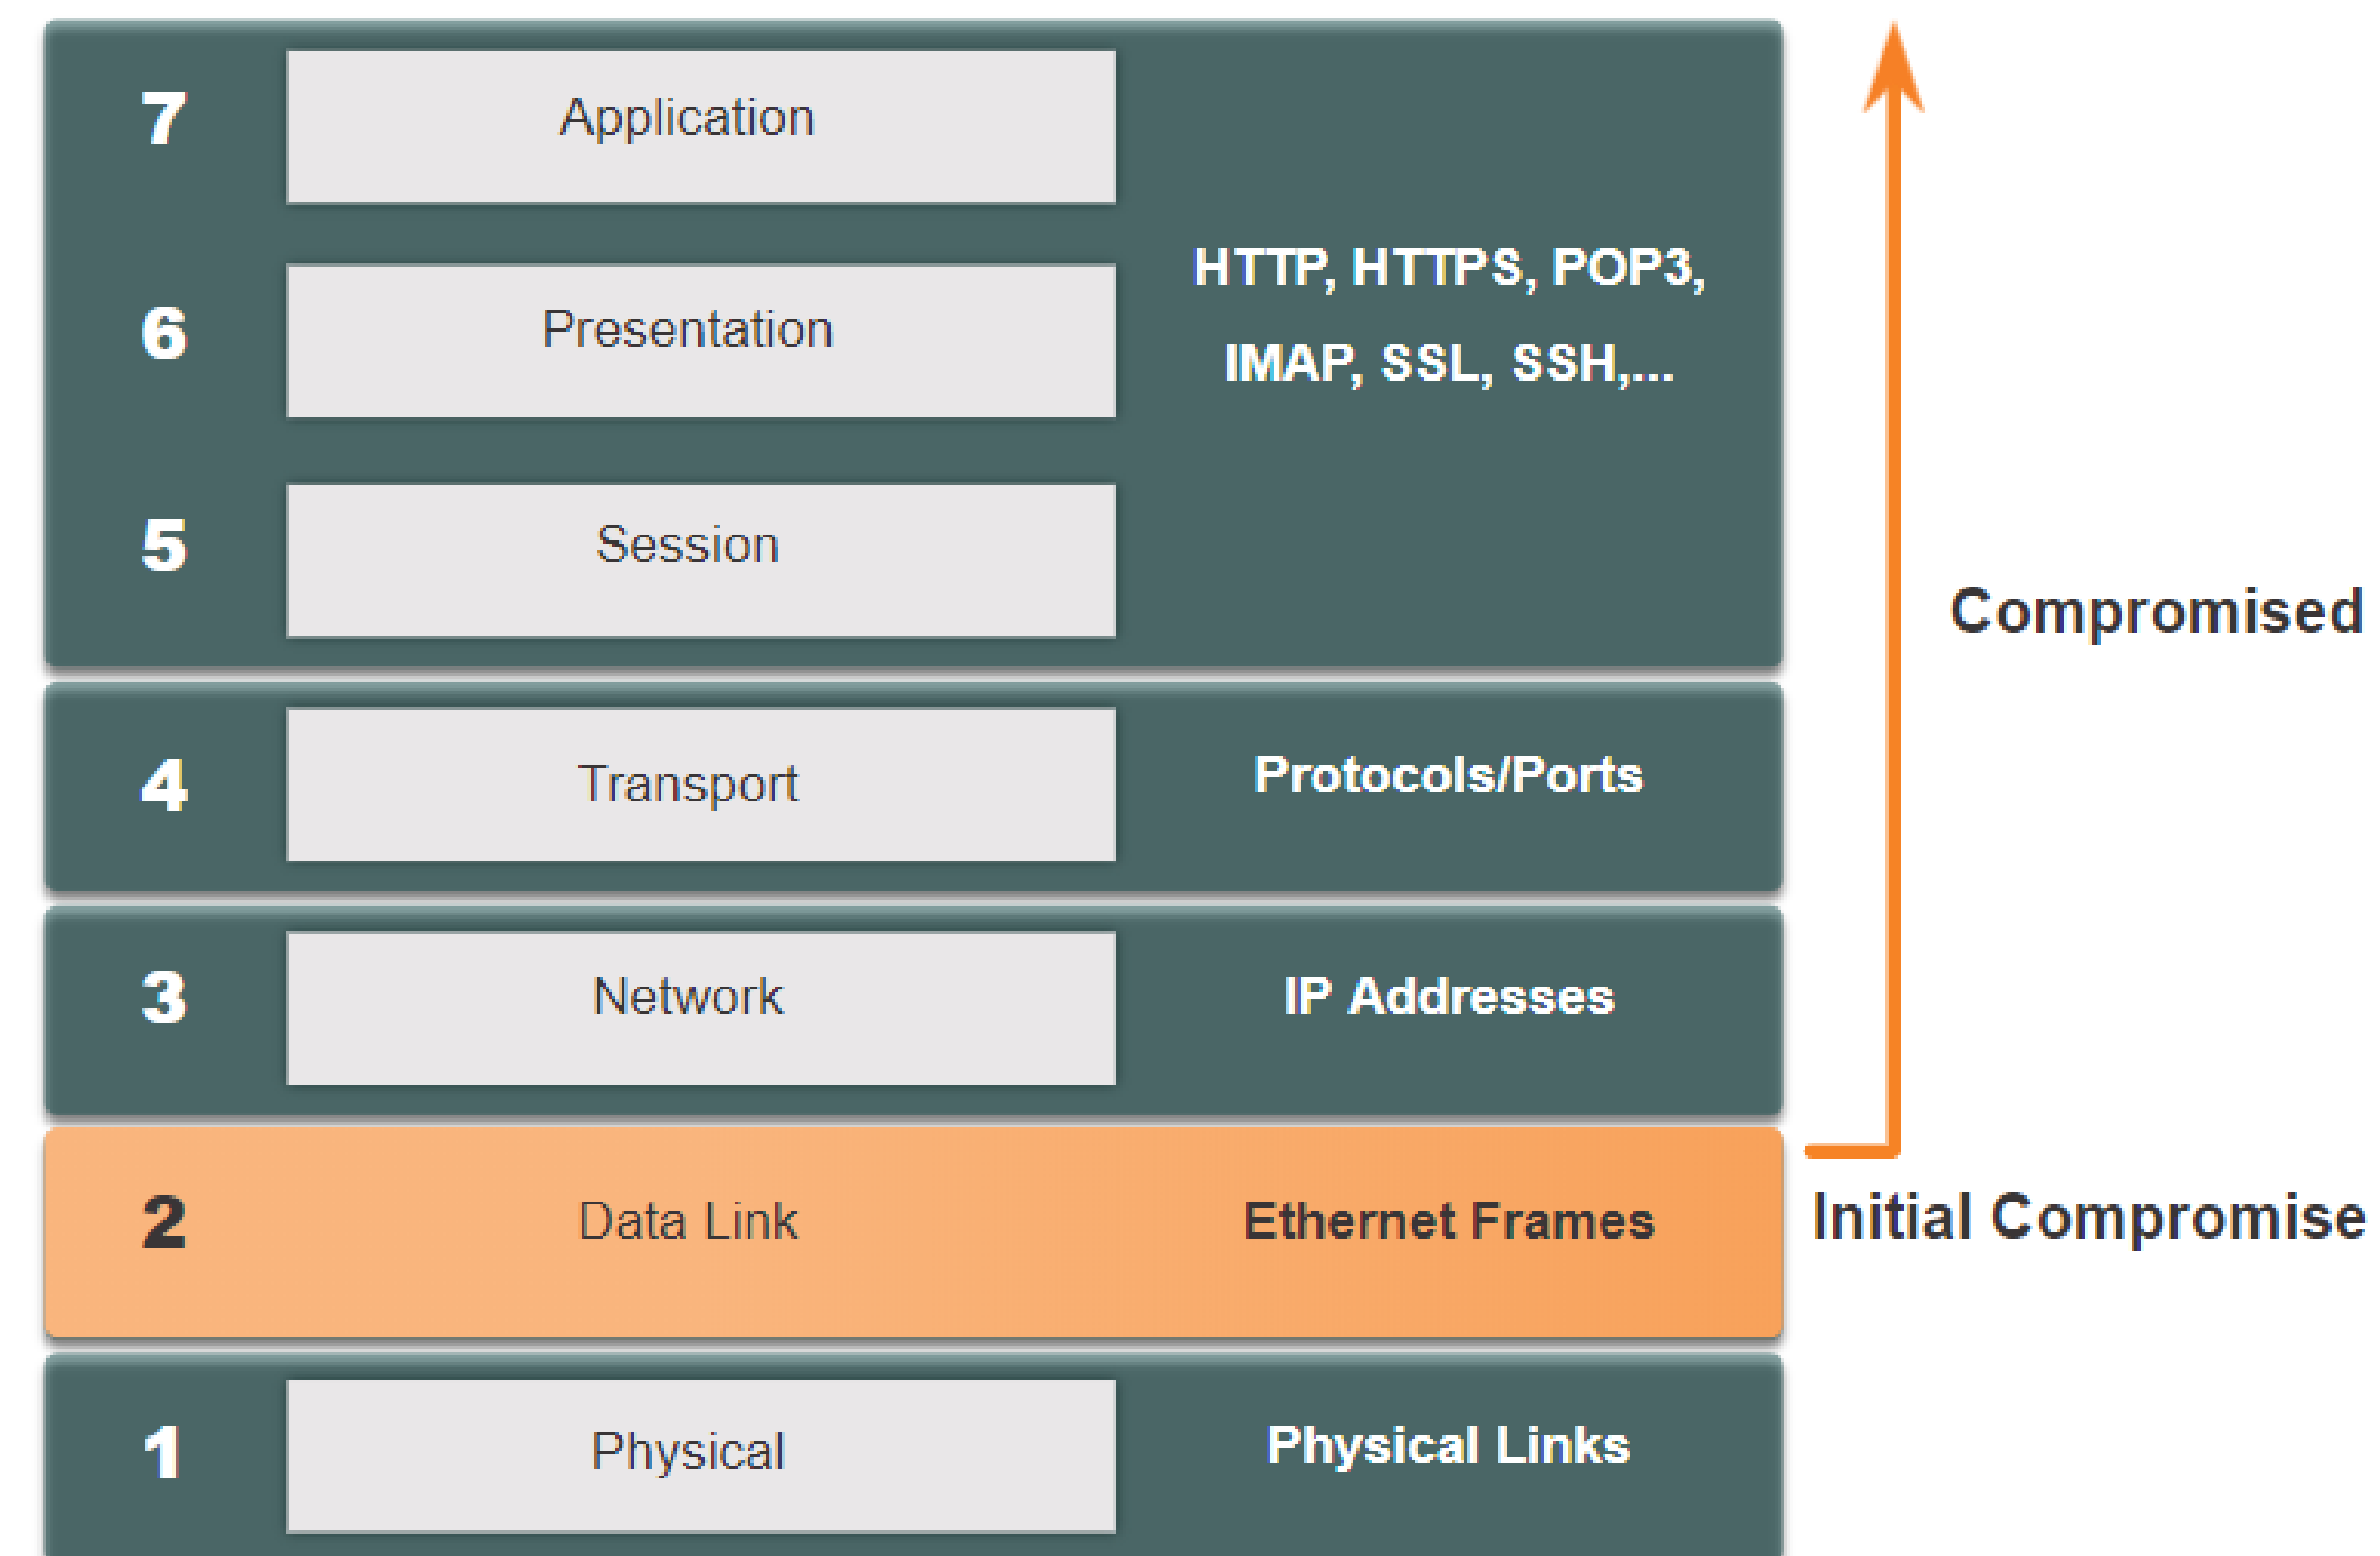 7 Application
HTTP, HTTPS, POP3,
6 Presentation
IMAP, SSL, SSH,...
5 Session
Compromised
4 Transport Protocols/Ports
3 Network IP Addresses
2 Data Link Ethernet Frames Initial Compromise
1 Physical Physical Links